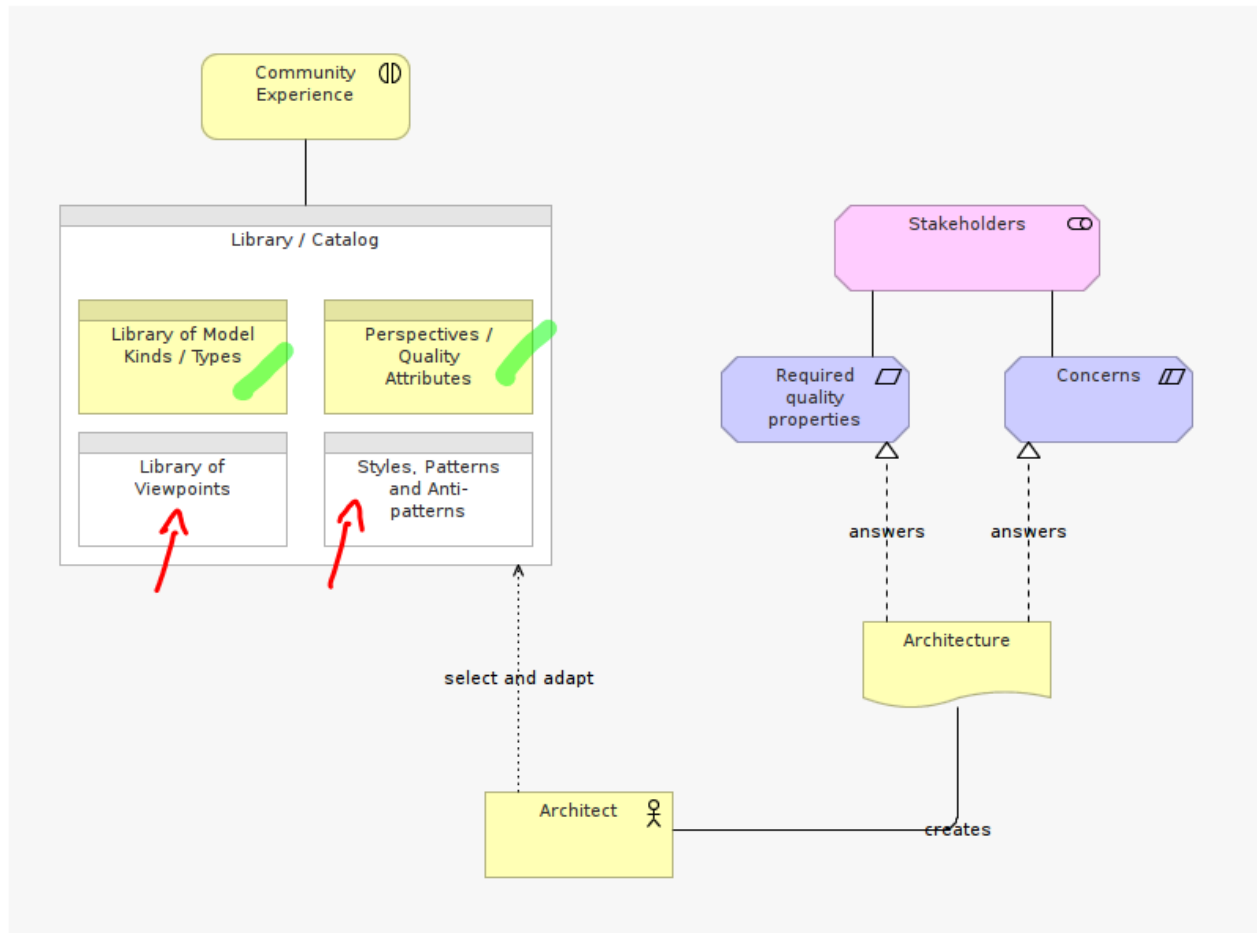 Community
Experience
Library / Catalog
Stakeholders
Library of Model
Kinds / Types
Perspectives /
Quality
Attributes
Required
quality
properties
Concerns
Library of
Viewpoints
Styles, Patterns
and Anti-
patterns
answers
answers
Architecture
select and adapt
Architect
creates